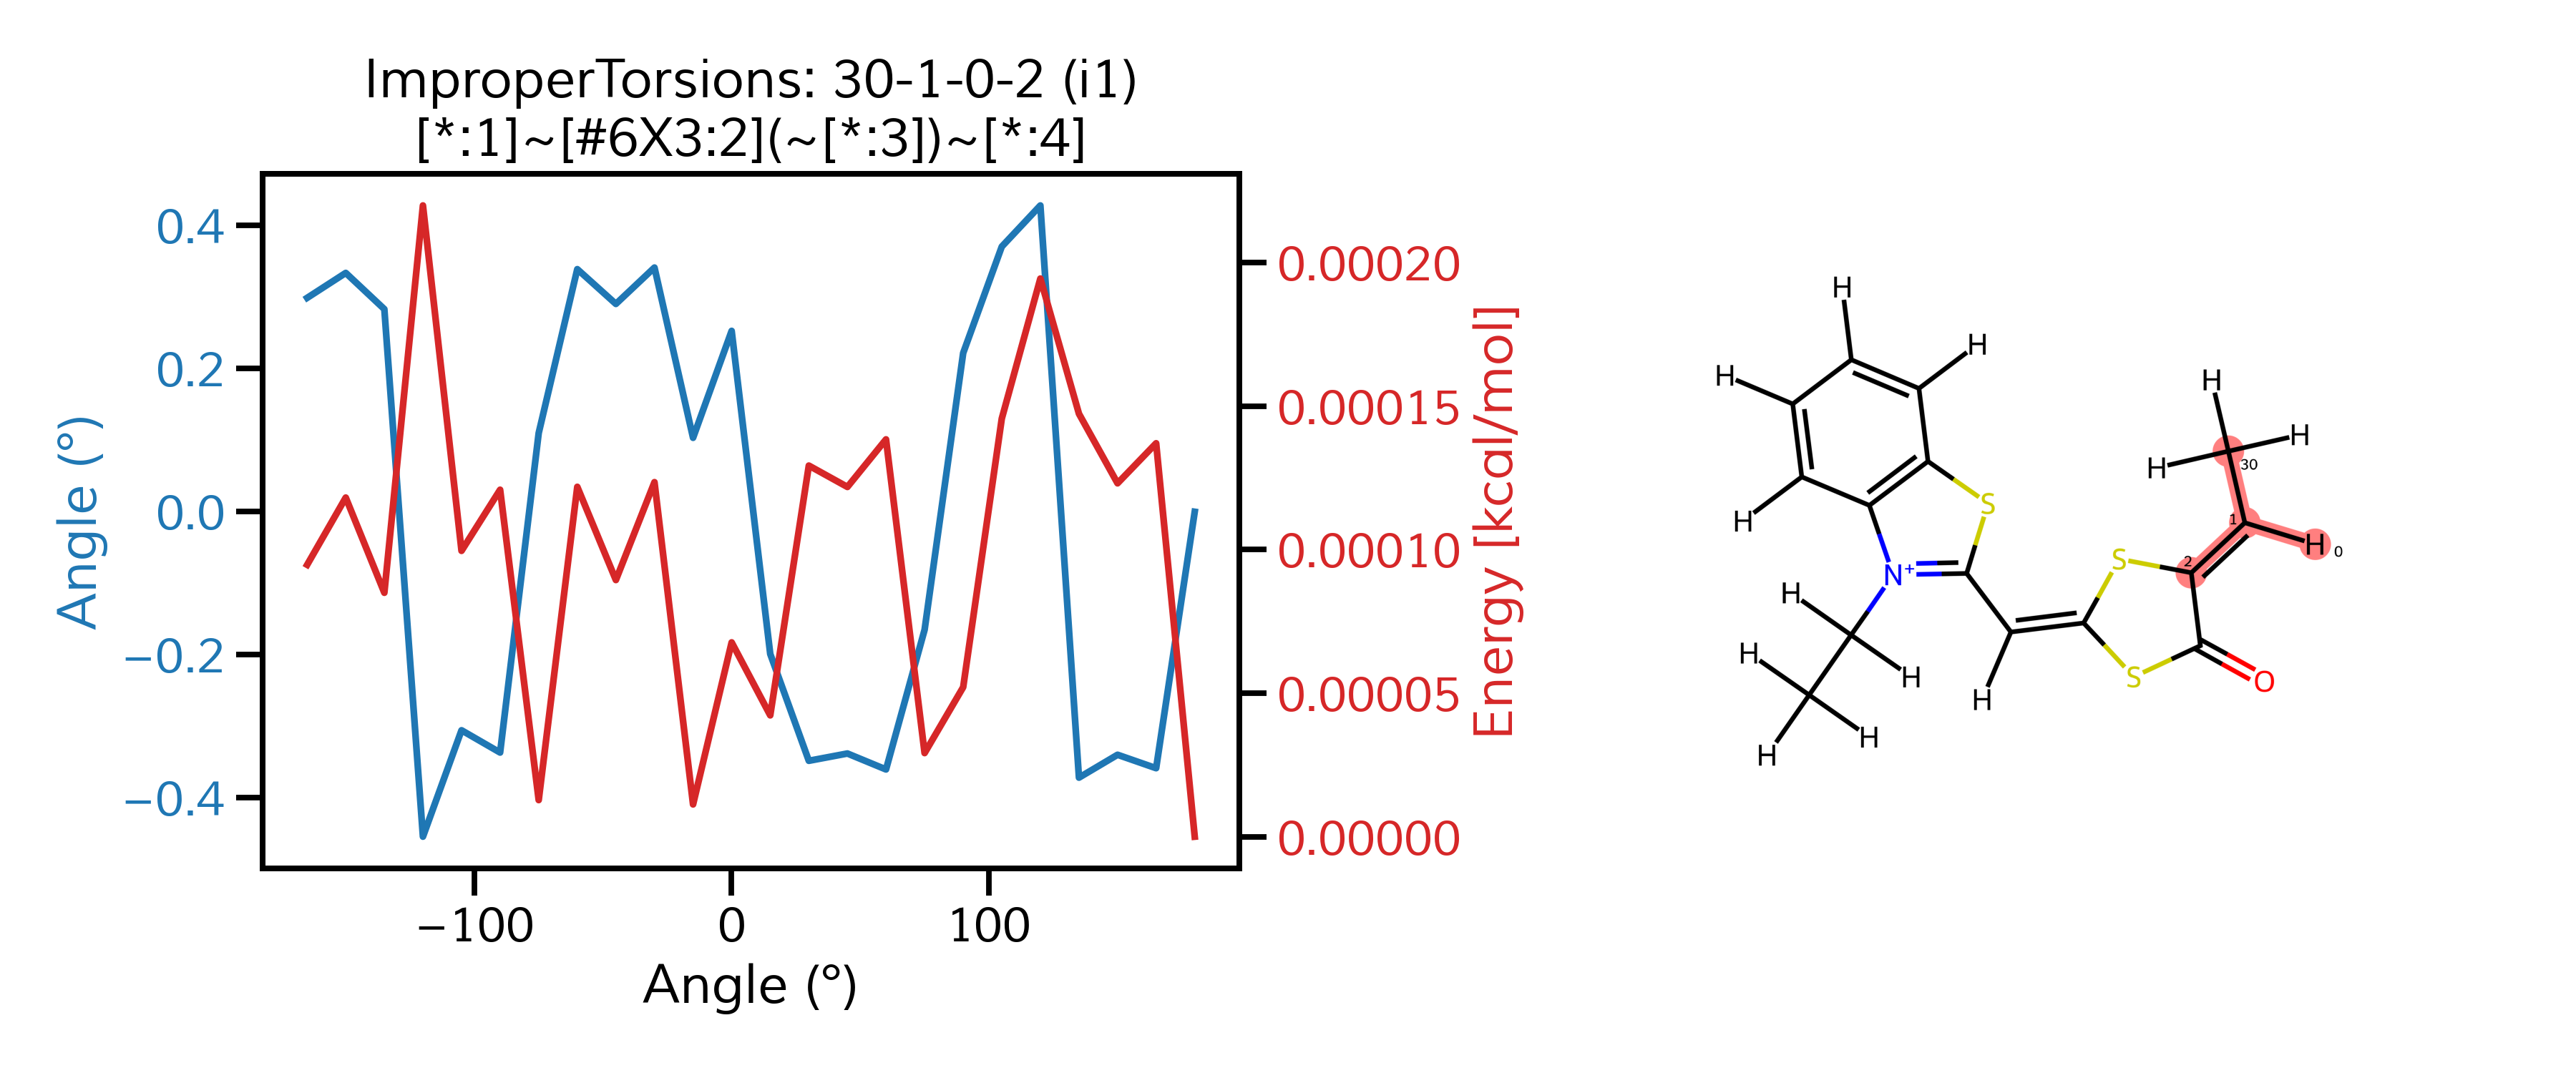 ImproperTorsions: 30-1-0-2 (i1)
[*:1]~[#6X3:2](~[*:3])~[*:4]
0.4
0.2
0.0
−0.2
−0.4
Angle (°)
0.00020
0.00015
0.00010
0.00005
0.00000
Energy [kcal/mol]
−100
0
100
Angle (°)
H
H
H
H
H
H
30
H
S
1
H
0
H
S
2
N+
H
H
H
H
S
O
H
H